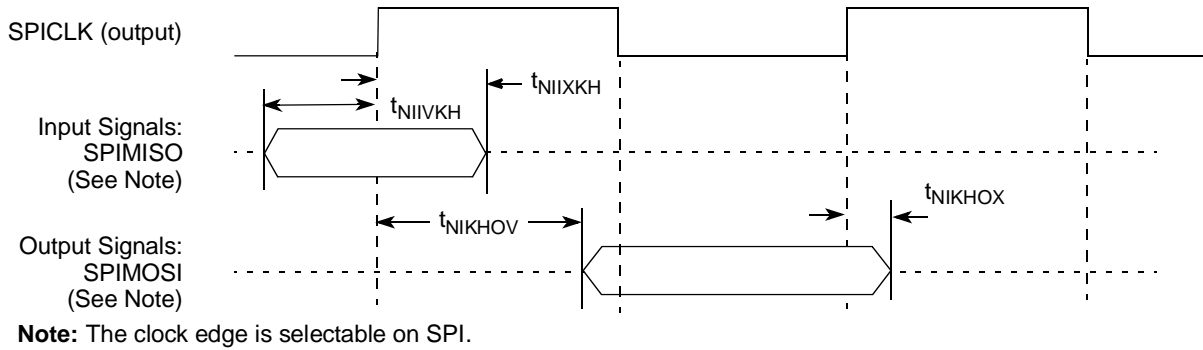 SPICLK (output)
tNIIXKH
tNIIVKH
Input Signals:
SPIMISO
(See Note)
tNIKHOV
tNIKHOX
Output Signals:
SPIMOSI
(See Note)
Note: The clock edge is selectable on SPI.